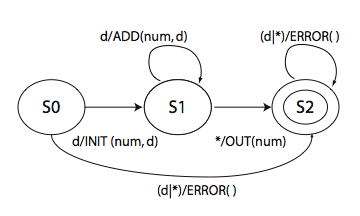 d/ADD(num, d)
(d|*)/ERROR( )
S0
S1
S2
d/INIT (num, d)
*/OUT(num)
(d|*)/ERROR( )